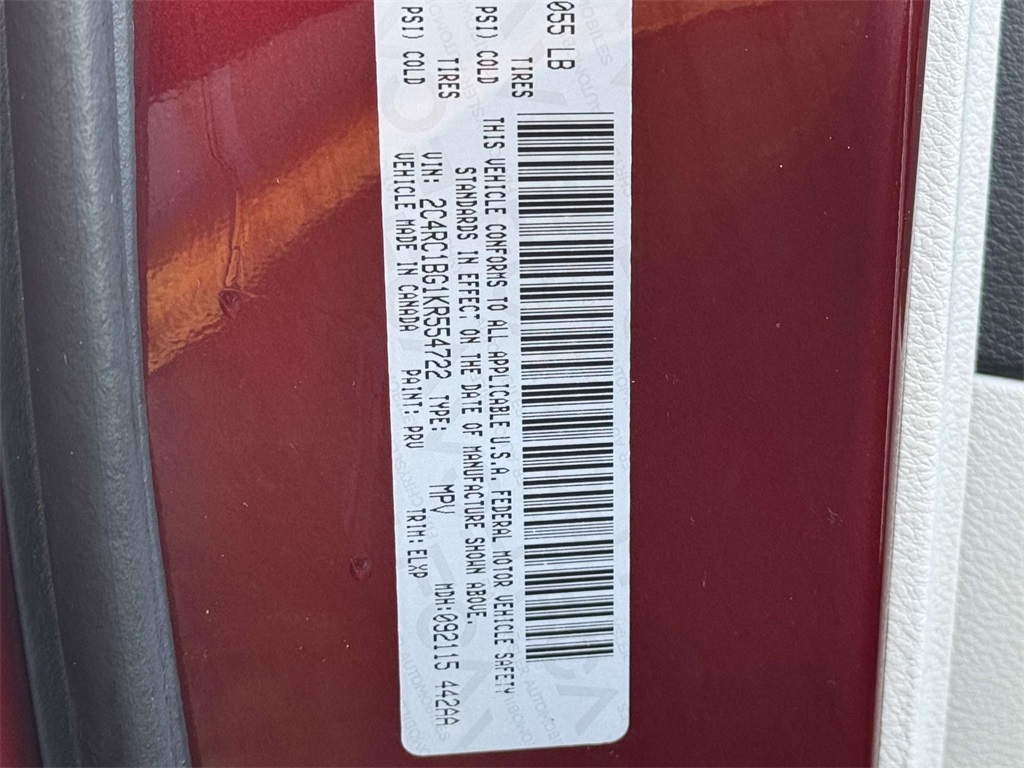 055 LB
TIRES
PSI) COLD
TIRES
PSI) COLD
THIS VEHICLE CONFORMS TO ALL APPLICABLE U.S.A. FEDERAL MOTOR VEHICLE SAFETY
STANDARDS IN EFFECT ON THE DATE OF MANUFACTURE SHOWN ABOVE.
VIN: 2C4RC1BG1KR554722 TYPE: MPV MDH:092115 442AA
VEHICLE MADE IN CANADA PAINT: PRV TRIM: ELXP